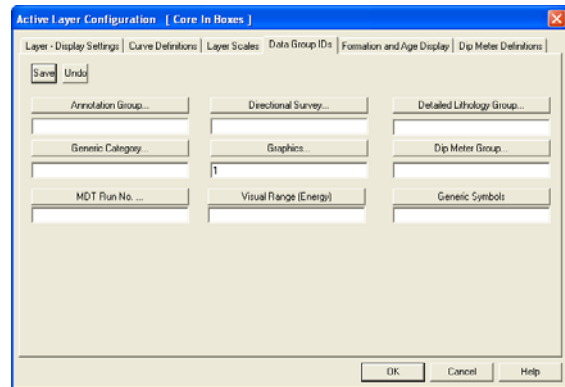 Active Layer Configuration [ Core In Boxes ]
Layer - Display Settings Curve Definitions Layer Scales Data Group IDs Formation and Age Display Dip Meter Definitions
Save Undo
Annotation Group... Directional Survey... Detailed Lithology Group...
Generic Category... Graphics... Dip Meter Group...
1
MDT Run No. ... Visual Range (Energy) Generic Symbols
OK Cancel Help